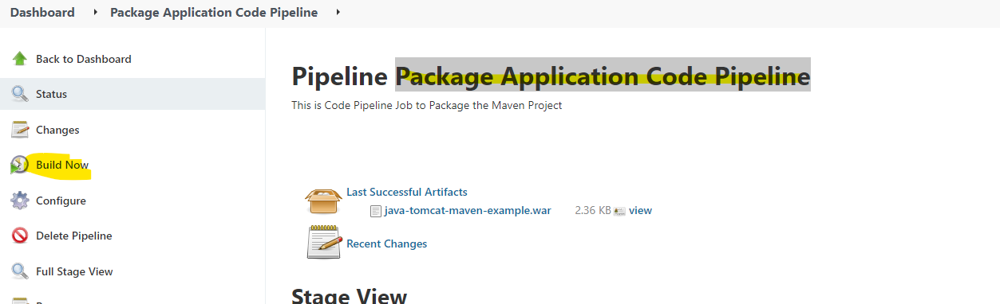 Dashboard
Package Application Code Pipeline
Back to Dashboard
Status
Changes
Build Now
Configure
Delete Pipeline
Full Stage View
Pipeline Package Application Code Pipeline
This is Code Pipeline Job to Package the Maven Project
Last Successful Artifacts
java-tomcat-maven-example.war 2.36 KB view
Recent Changes
Stage View